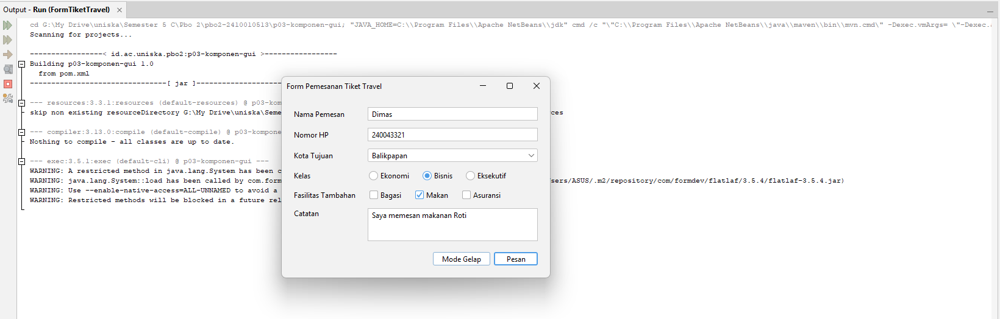 Output - Run (FormTiketTravel) ×
cd G:\My Drive\uniska\Semester 5 C\Pbo 2\pbo2-2410010513\p03-komponen-gui; "JAVA_HOME=C:\\Program Files\\Apache NetBeans\\jdk" cmd /c "\"C:\\Program Files\\Apache NetBeans\\java\\maven\\bin\\mvn.cmd\" -Dexec.vmArgs= \"-Dexec.
Scanning for projects...
-----------------< id.ac.uniska.pbo2:p03-komponen-gui >-----------------
Building p03-komponen-gui 1.0
from pom.xml
--------------------------------[ jar ]--------------------
--- resources:3.3.1:resources (default-resources) @ p03-kom
skip non existing resourceDirectory G:\My Drive\uniska\Seme
ces
--- compiler:3.13.0:compile (default-compile) @ p03-kompone
Nothing to compile - all classes are up to date.
--- exec:3.5.1:exec (default-cli) @ p03-komponen-gui ---
WARNING: A restricted method in java.lang.System has been c
WARNING: java.lang.System::load has been called by com.form
sers/ASUS/.m2/repository/com/formdev/flatlaf/3.5.4/flatlaf-3.5.4.jar)
WARNING: Use --enable-native-access=ALL-UNNAMED to avoid a
WARNING: Restricted methods will be blocked in a future rel
Form Pemesanan Tiket Travel
Nama Pemesan Dimas
Nomor HP 240043321
Kota Tujuan Balikpapan
Kelas Ekonomi Bisnis Eksekutif
Fasilitas Tambahan Bagasi Makan Asuransi
Catatan Saya memesan makanan Roti
Mode Gelap Pesan